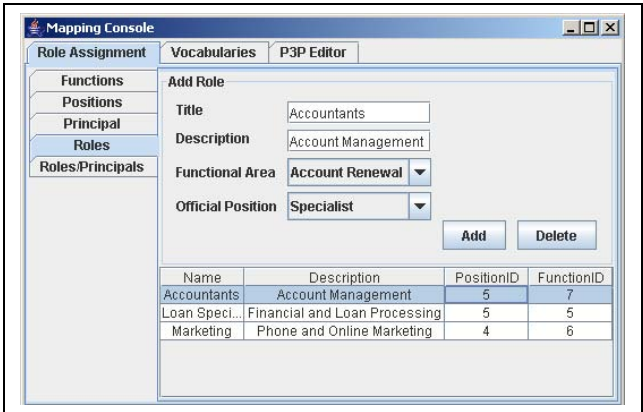 Mapping Console
Role Assignment Vocabularies P3P Editor
Functions
Positions
Principal
Roles
Roles/Principals
Add Role
Title Accountants
Description Account Management
Functional Area Account Renewal
Official Position Specialist
Add Delete
Name Description PositionID FunctionID
Accountants Account Management 5 7
Loan Speci... Financial and Loan Processing 5 5
Marketing Phone and Online Marketing 4 6